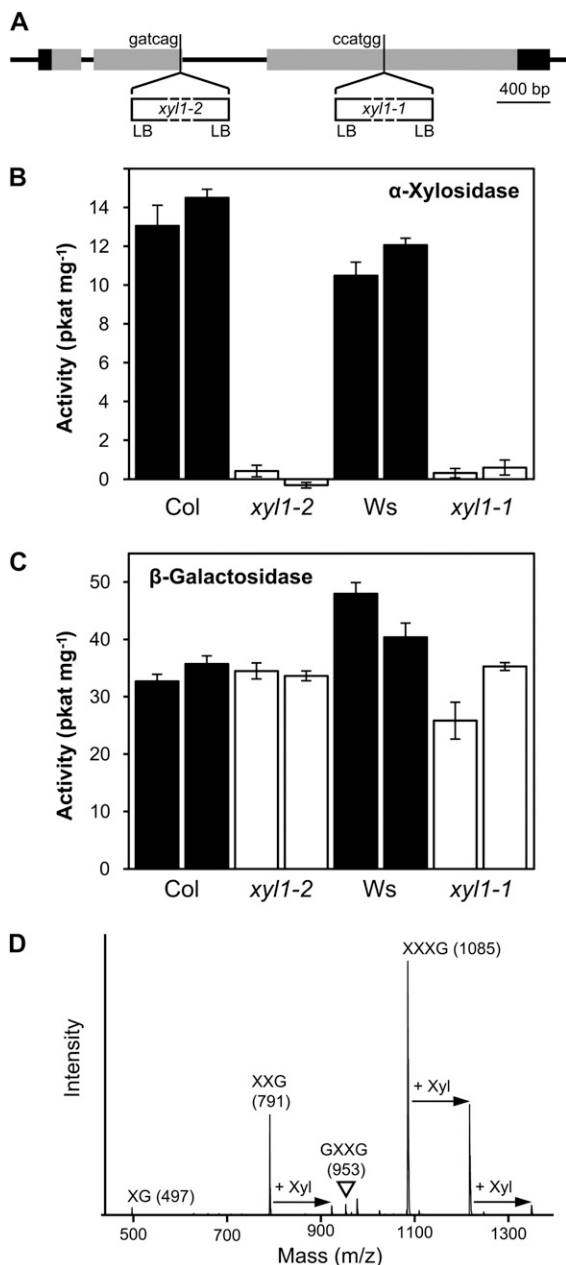 A
gatcag
ccatgg
xyl1-2
xyl1-1
LB
LB
LB
LB
400 bp
B
α-Xylosidase
Activity (pkat mg⁻¹)
14
12
10
8
6
4
2
0
Col
xyl1-2
Ws
xyl1-1
C
β-Galactosidase
Activity (pkat mg⁻¹)
50
40
30
20
10
0
Col
xyl1-2
Ws
xyl1-1
D
XXXG (1085)
Intensity
XXG
(791)
+ Xyl
GXXG
(953)
XG (497)
+ Xyl
+ Xyl
500
700
900
1100
1300
Mass (m/z)